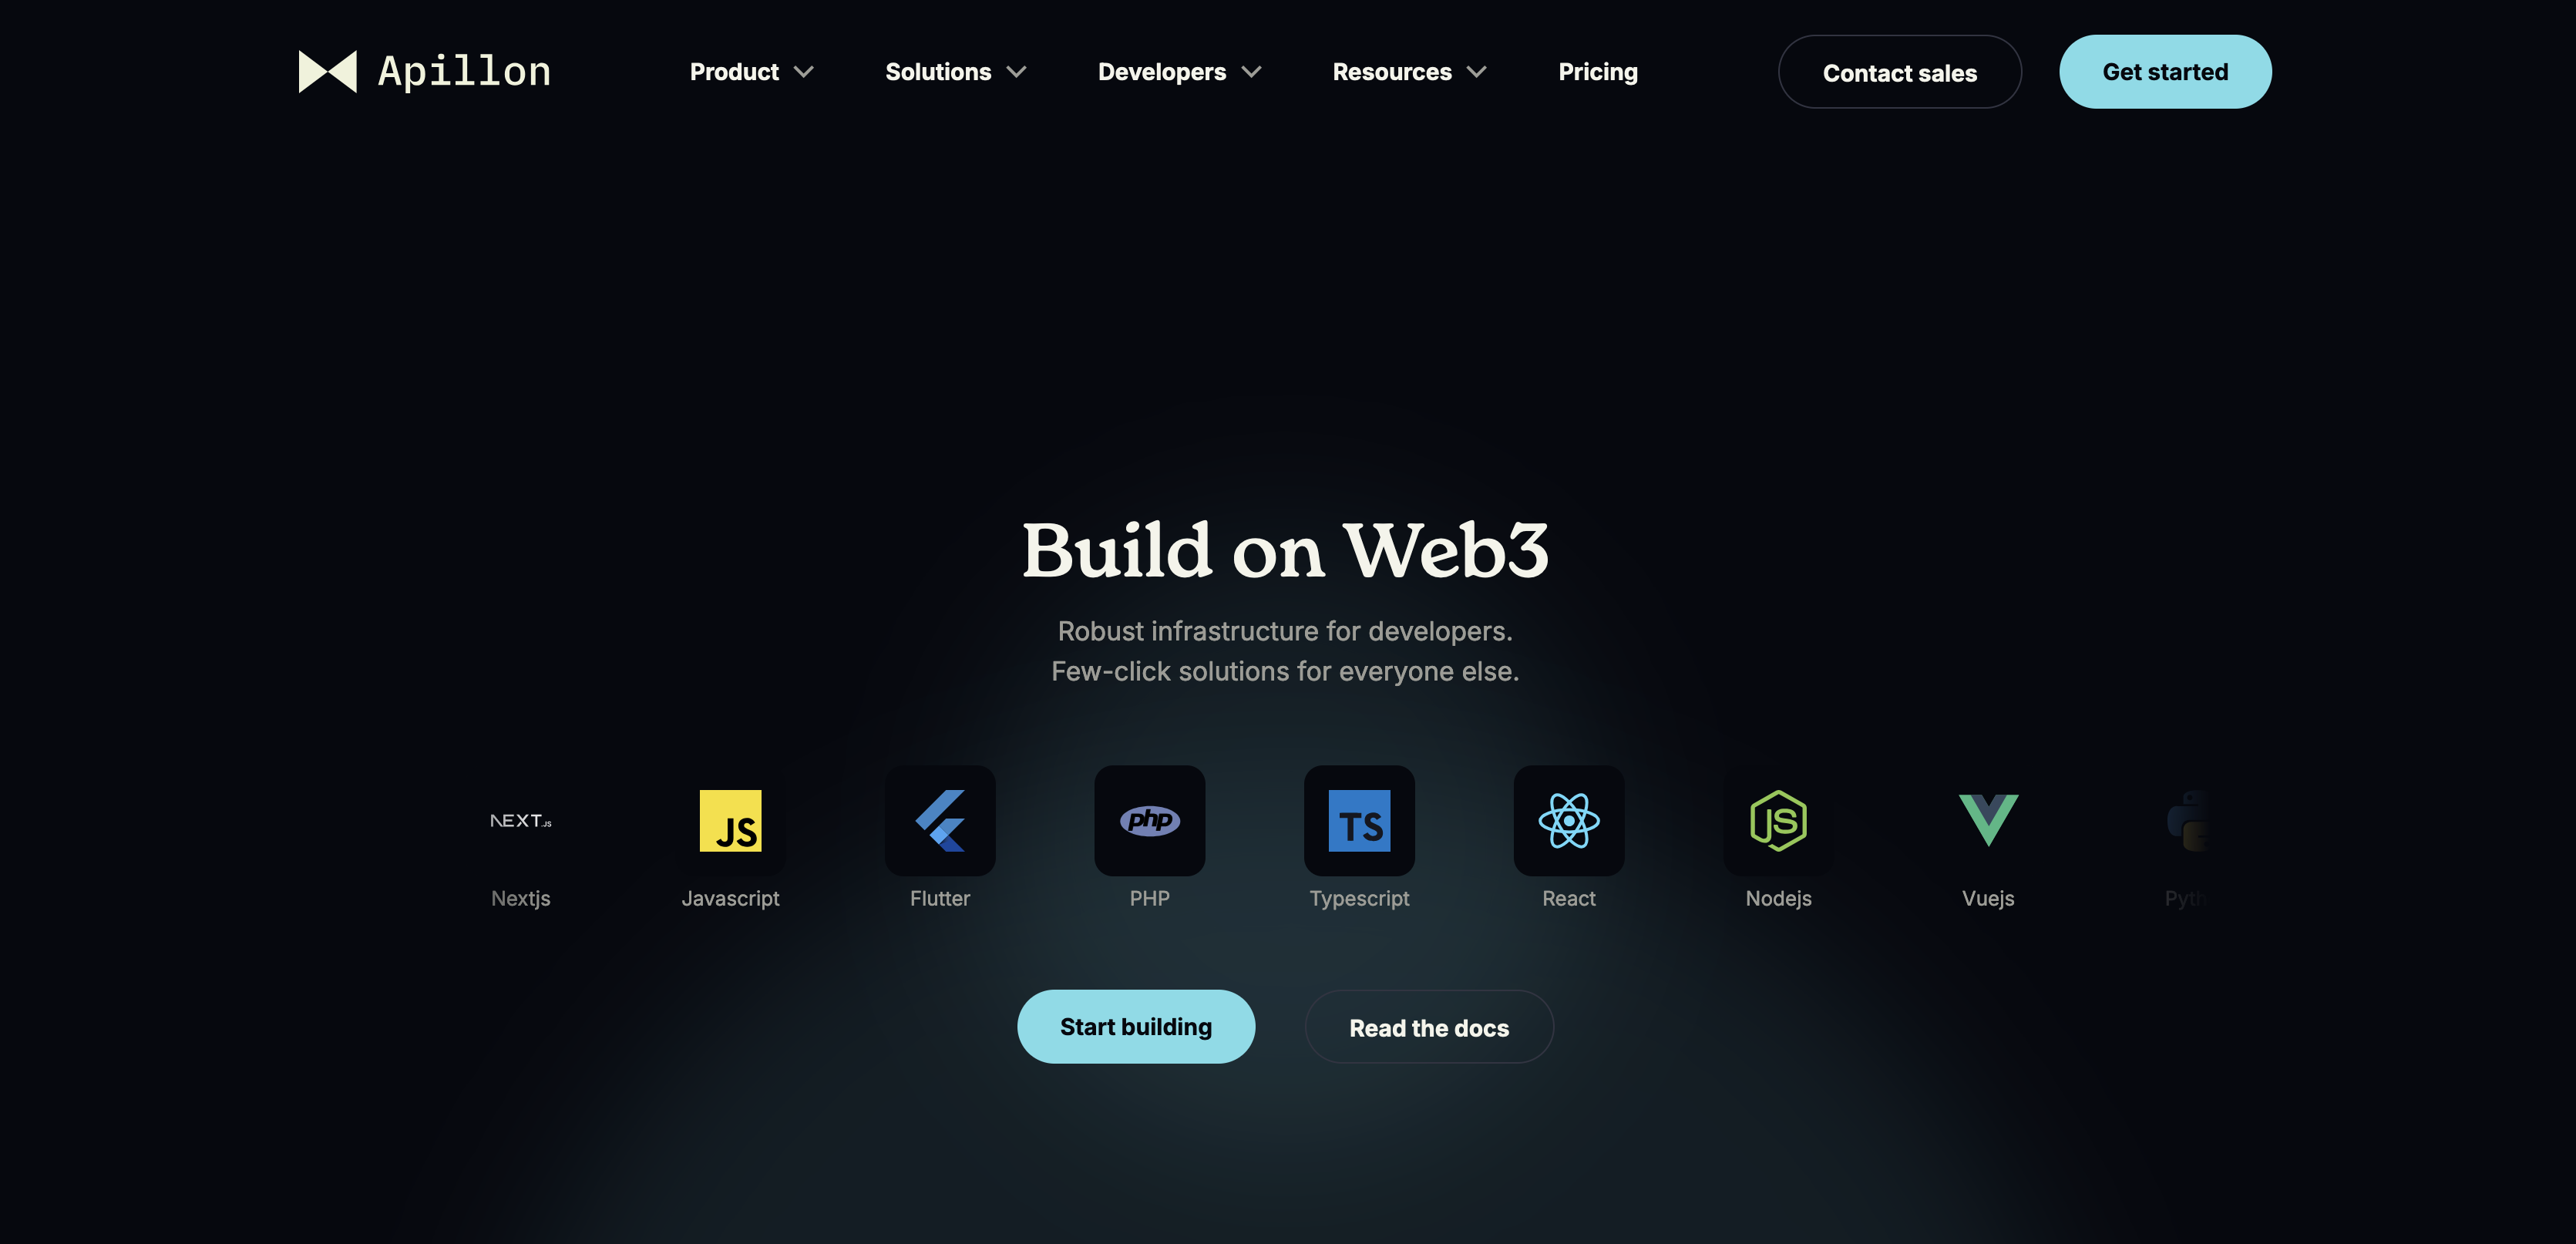 Apillon
Product
Solutions
Developers
Resources
Pricing
Contact sales
Get started
Build on Web3
Robust infrastructure for developers.
Few-click solutions for everyone else.
NEXT.JS
JS
php
TS
JS
Nextjs
Javascript
Flutter
PHP
Typescript
React
Nodejs
Vuejs
Pyth
Start building
Read the docs